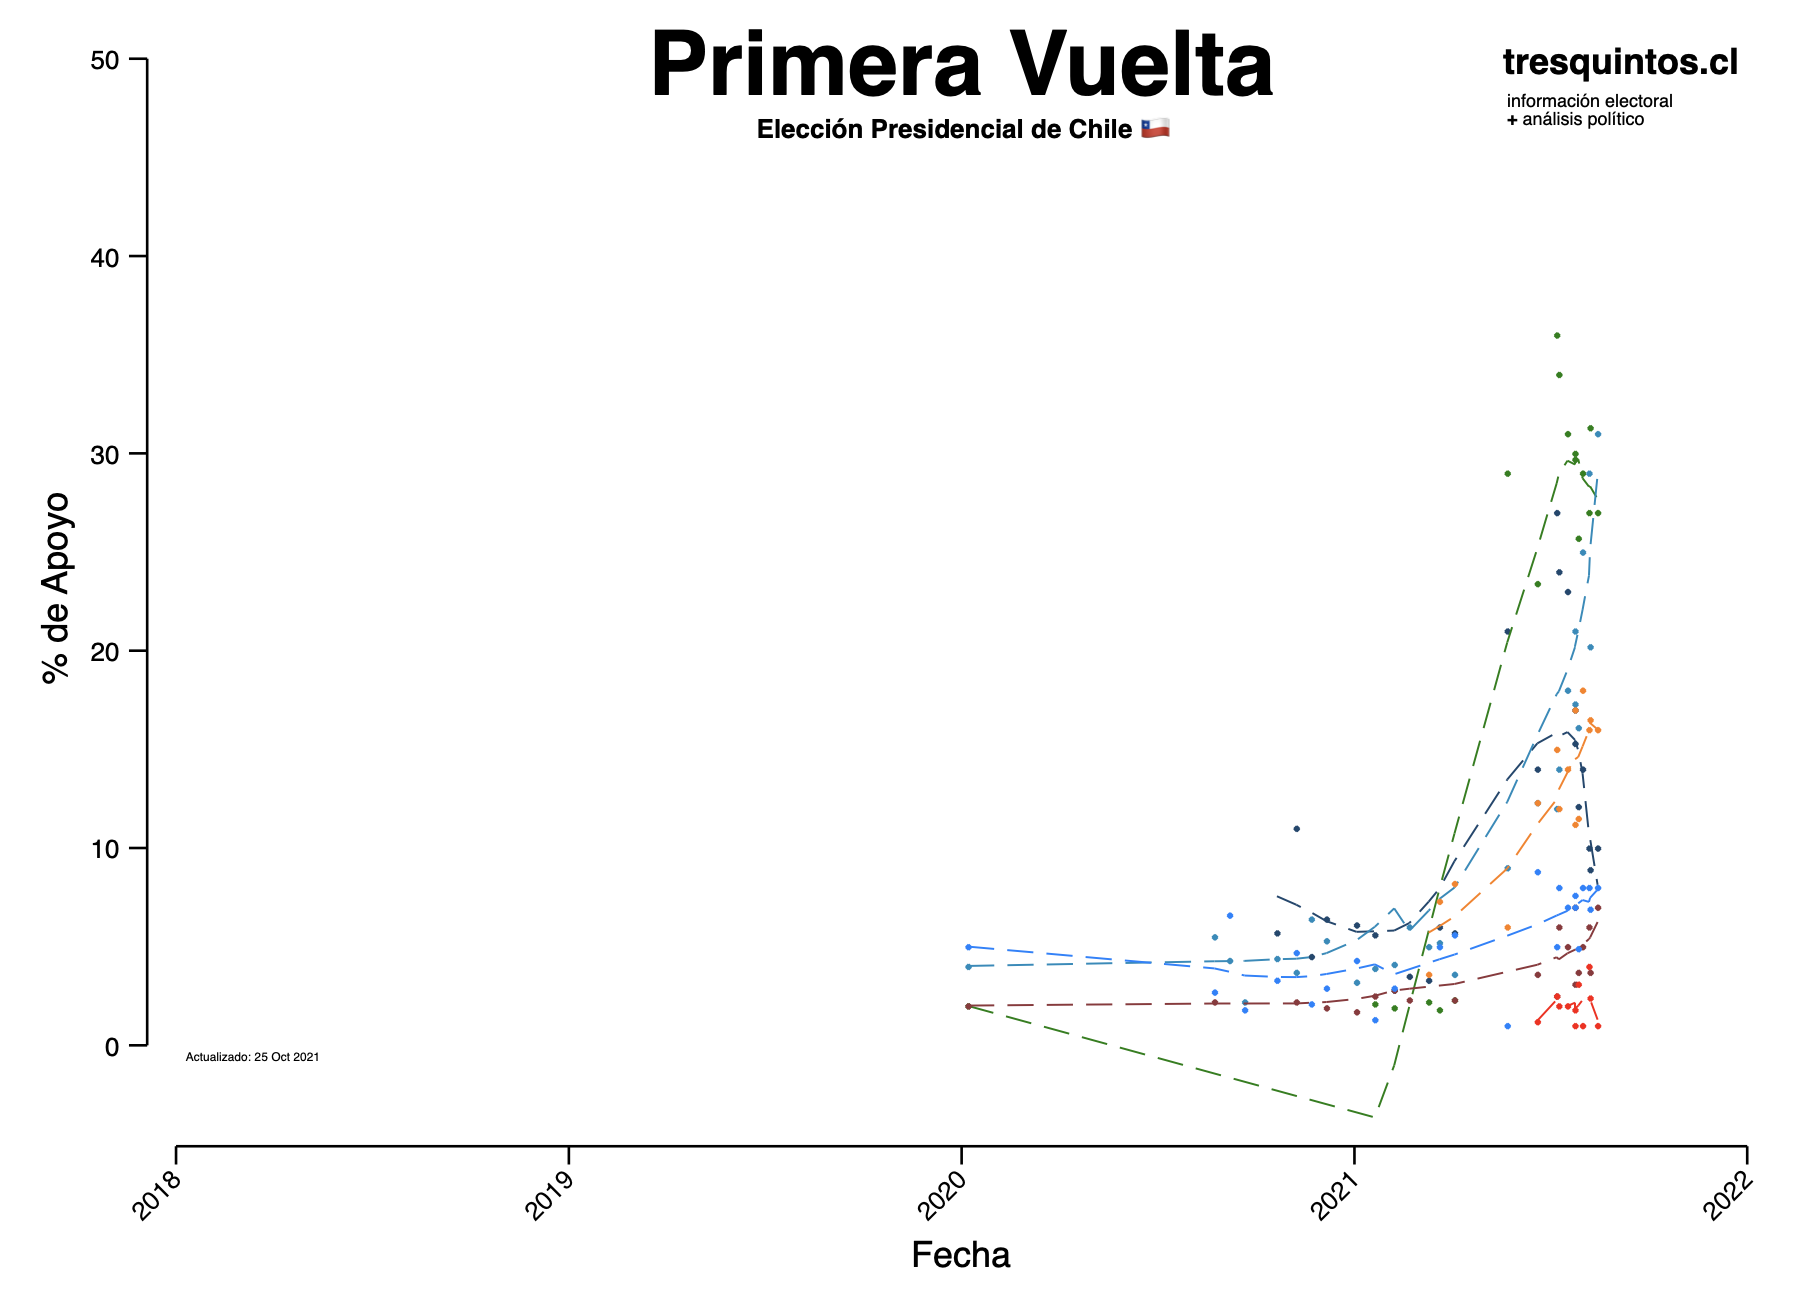 Primera Vuelta
Elección Presidencial de Chile 🇨🇱
tresquintos.cl
información electoral
+ análisis político
% de Apoyo
50
40
30
20
10
0
Actualizado: 25 Oct 2021
2018
2019
2020
2021
2022
Fecha